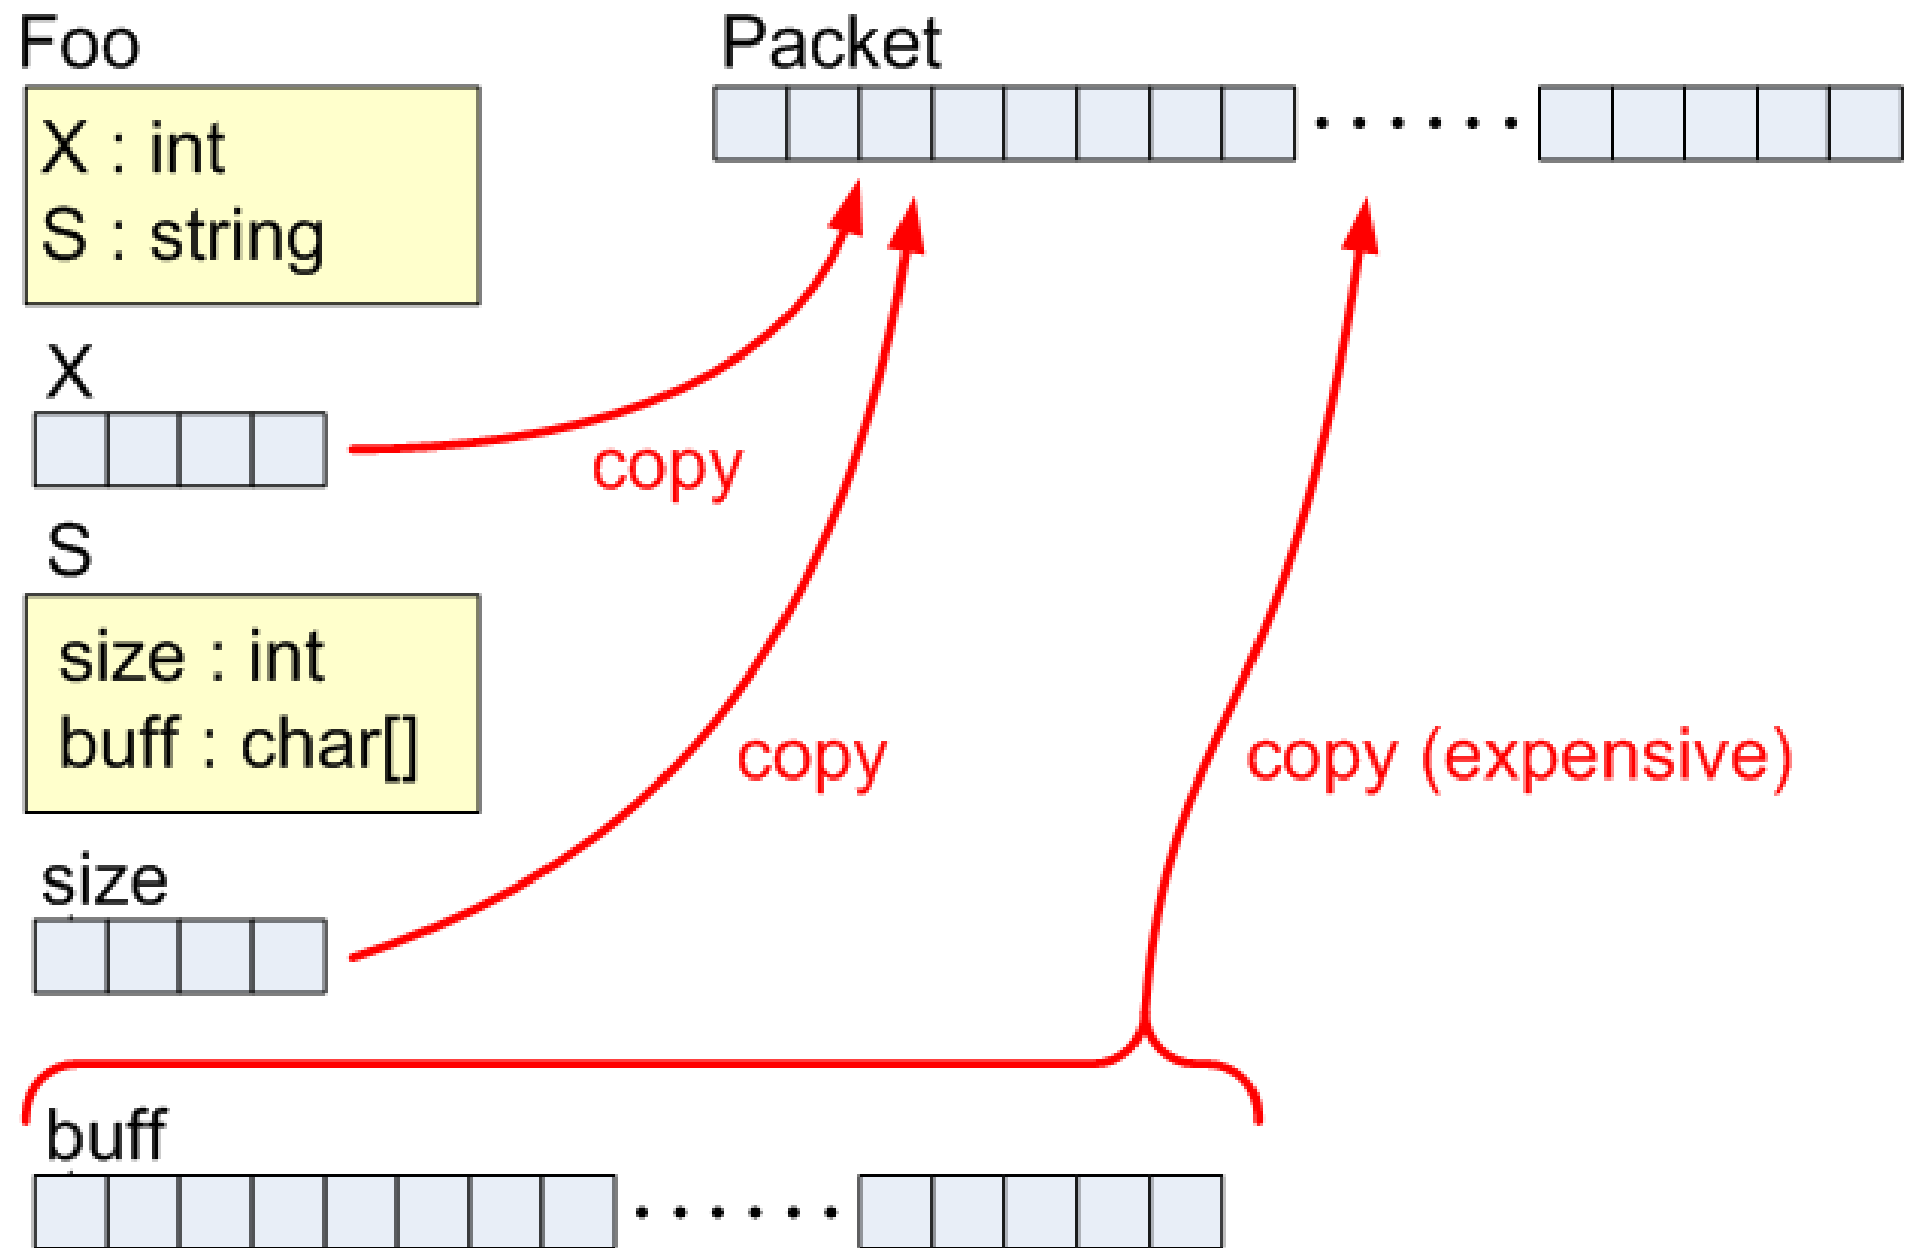 Foo
X : int
S : string
X
S
size : int
buff : char[]
size
buff
Packet
copy
copy
copy (expensive)